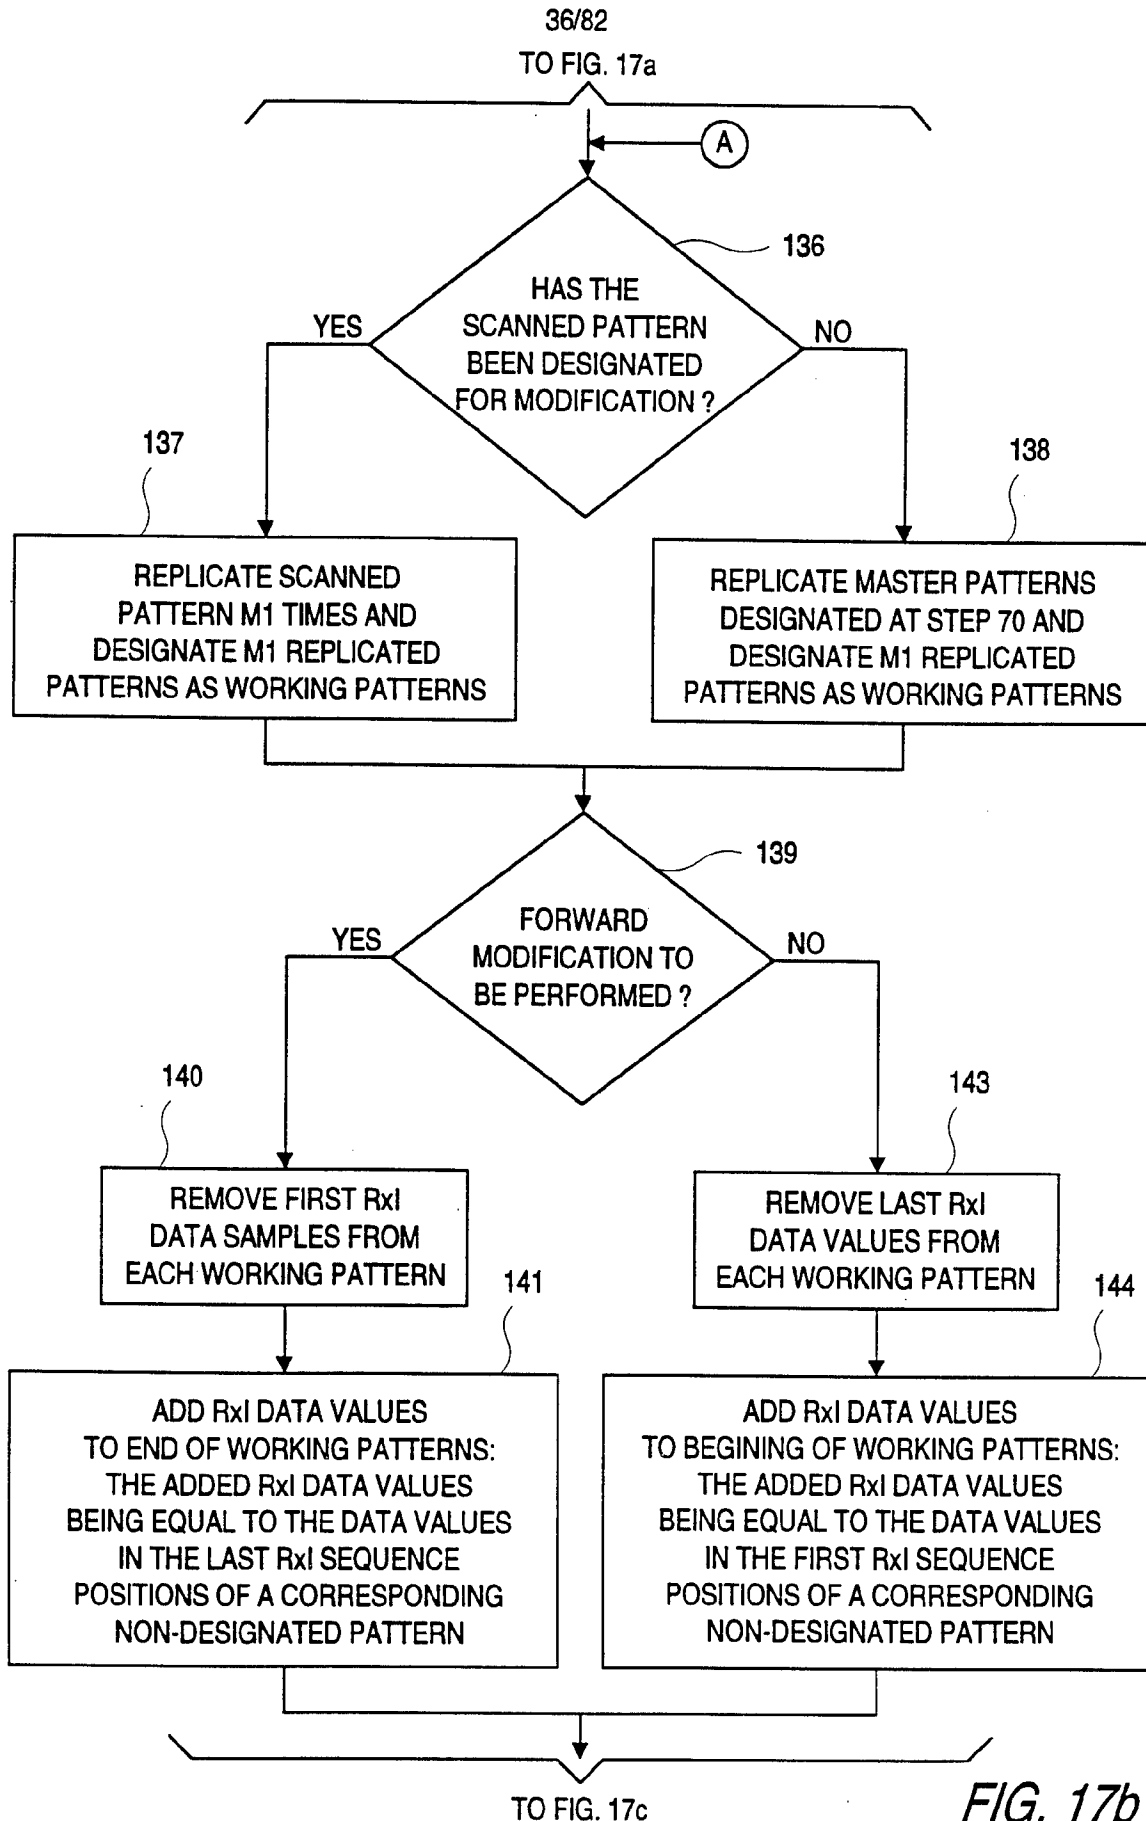 36/82
TO FIG. 17a
A
136
HAS THE
SCANNED PATTERN
BEEN DESIGNATED
FOR MODIFICATION ?
YES
NO
137
138
REPLICATE SCANNED
PATTERN M1 TIMES AND
DESIGNATE M1 REPLICATED
PATTERNS AS WORKING PATTERNS
REPLICATE MASTER PATTERNS
DESIGNATED AT STEP 70 AND
DESIGNATE M1 REPLICATED
PATTERNS AS WORKING PATTERNS
139
FORWARD
MODIFICATION TO
BE PERFORMED ?
YES
NO
140
143
REMOVE FIRST RxI
DATA SAMPLES FROM
EACH WORKING PATTERN
REMOVE LAST RxI
DATA VALUES FROM
EACH WORKING PATTERN
141
144
ADD RxI DATA VALUES
TO END OF WORKING PATTERNS:
THE ADDED RxI DATA VALUES
BEING EQUAL TO THE DATA VALUES
IN THE LAST RxI SEQUENCE
POSITIONS OF A CORRESPONDING
NON-DESIGNATED PATTERN
ADD RxI DATA VALUES
TO BEGINING OF WORKING PATTERNS:
THE ADDED RxI DATA VALUES
BEING EQUAL TO THE DATA VALUES
IN THE FIRST RxI SEQUENCE
POSITIONS OF A CORRESPONDING
NON-DESIGNATED PATTERN
TO FIG. 17c
FIG. 17b